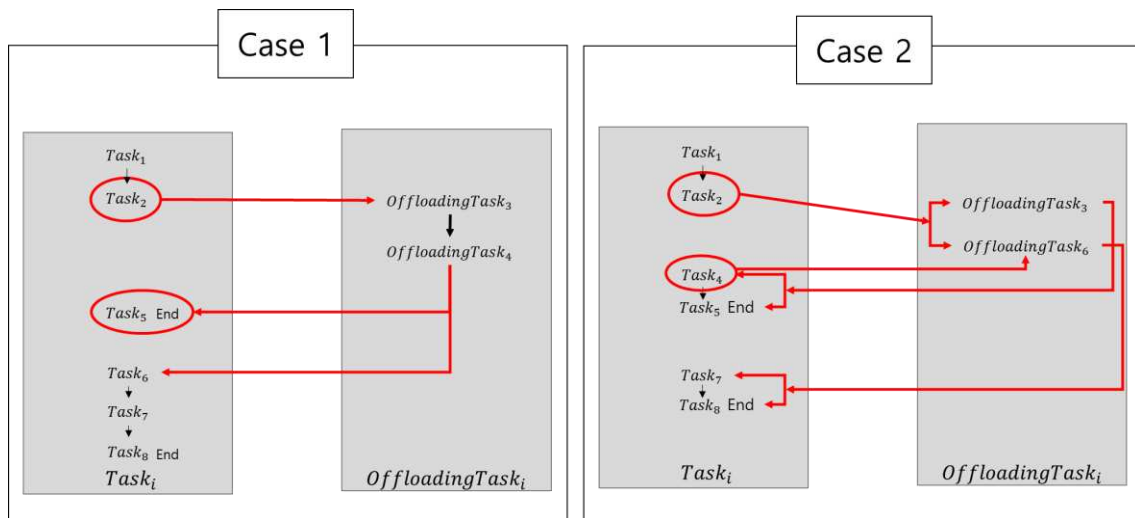 Case 1
Task₁
Task₂
OffloadingTask₃
OffloadingTask₄
Task₅ End
Task₆
Task₇
Task₈ End
Taskᵢ
OffloadingTaskᵢ
Case 2
Task₁
Task₂
OffloadingTask₃
OffloadingTask₆
Task₄
Task₅ End
Task₇
Task₈ End
Taskᵢ
OffloadingTaskᵢ